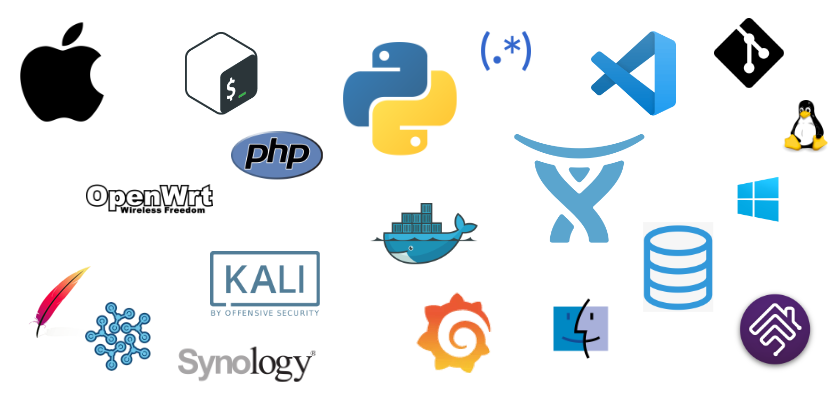 (.*)
$_
php
OpenWrt
Wireless Freedom
KALI
BY OFFENSIVE SECURITY
Synology®